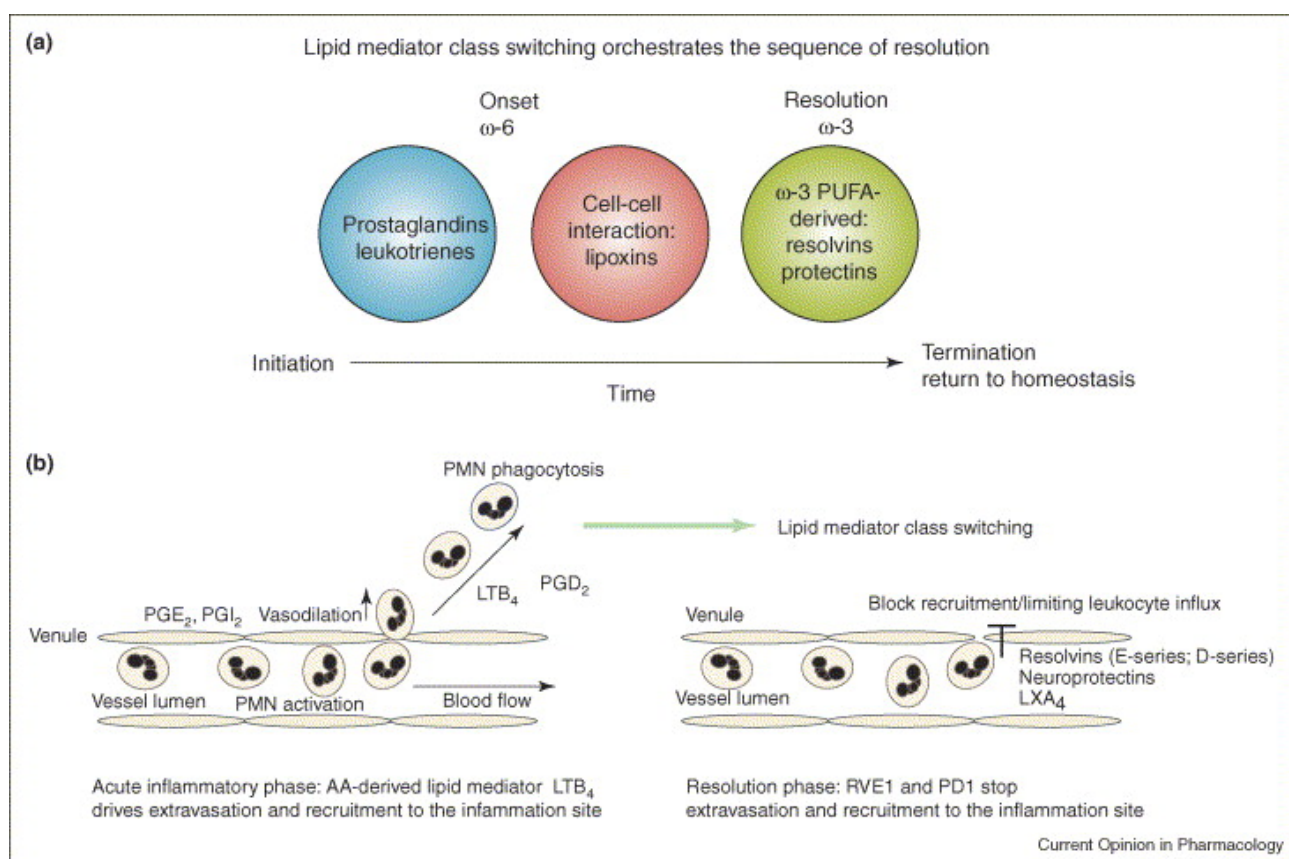 (a)
Lipid mediator class switching orchestrates the sequence of resolution
Onset
ω-6
Resolution
ω-3
Prostaglandins
leukotrienes
Cell-cell
interaction:
lipoxins
ω-3 PUFA-
derived:
resolvins
protectins
Initiation
Time
Termination
return to homeostasis
(b)
PMN phagocytosis
Lipid mediator class switching
LTB4
PGD2
PGE2, PGI2
Vasodilation
Venule
Vessel lumen
PMN activation
Blood flow
Block recruitment/limiting leukocyte influx
Venule
Resolvins (E-series; D-series)
Neuroprotectins
LXA4
Vessel lumen
Acute inflammatory phase: AA-derived lipid mediator LTB4
drives extravasation and recruitment to the infammation site
Resolution phase: RVE1 and PD1 stop
extravasation and recruitment to the inflammation site
Current Opinion in Pharmacology